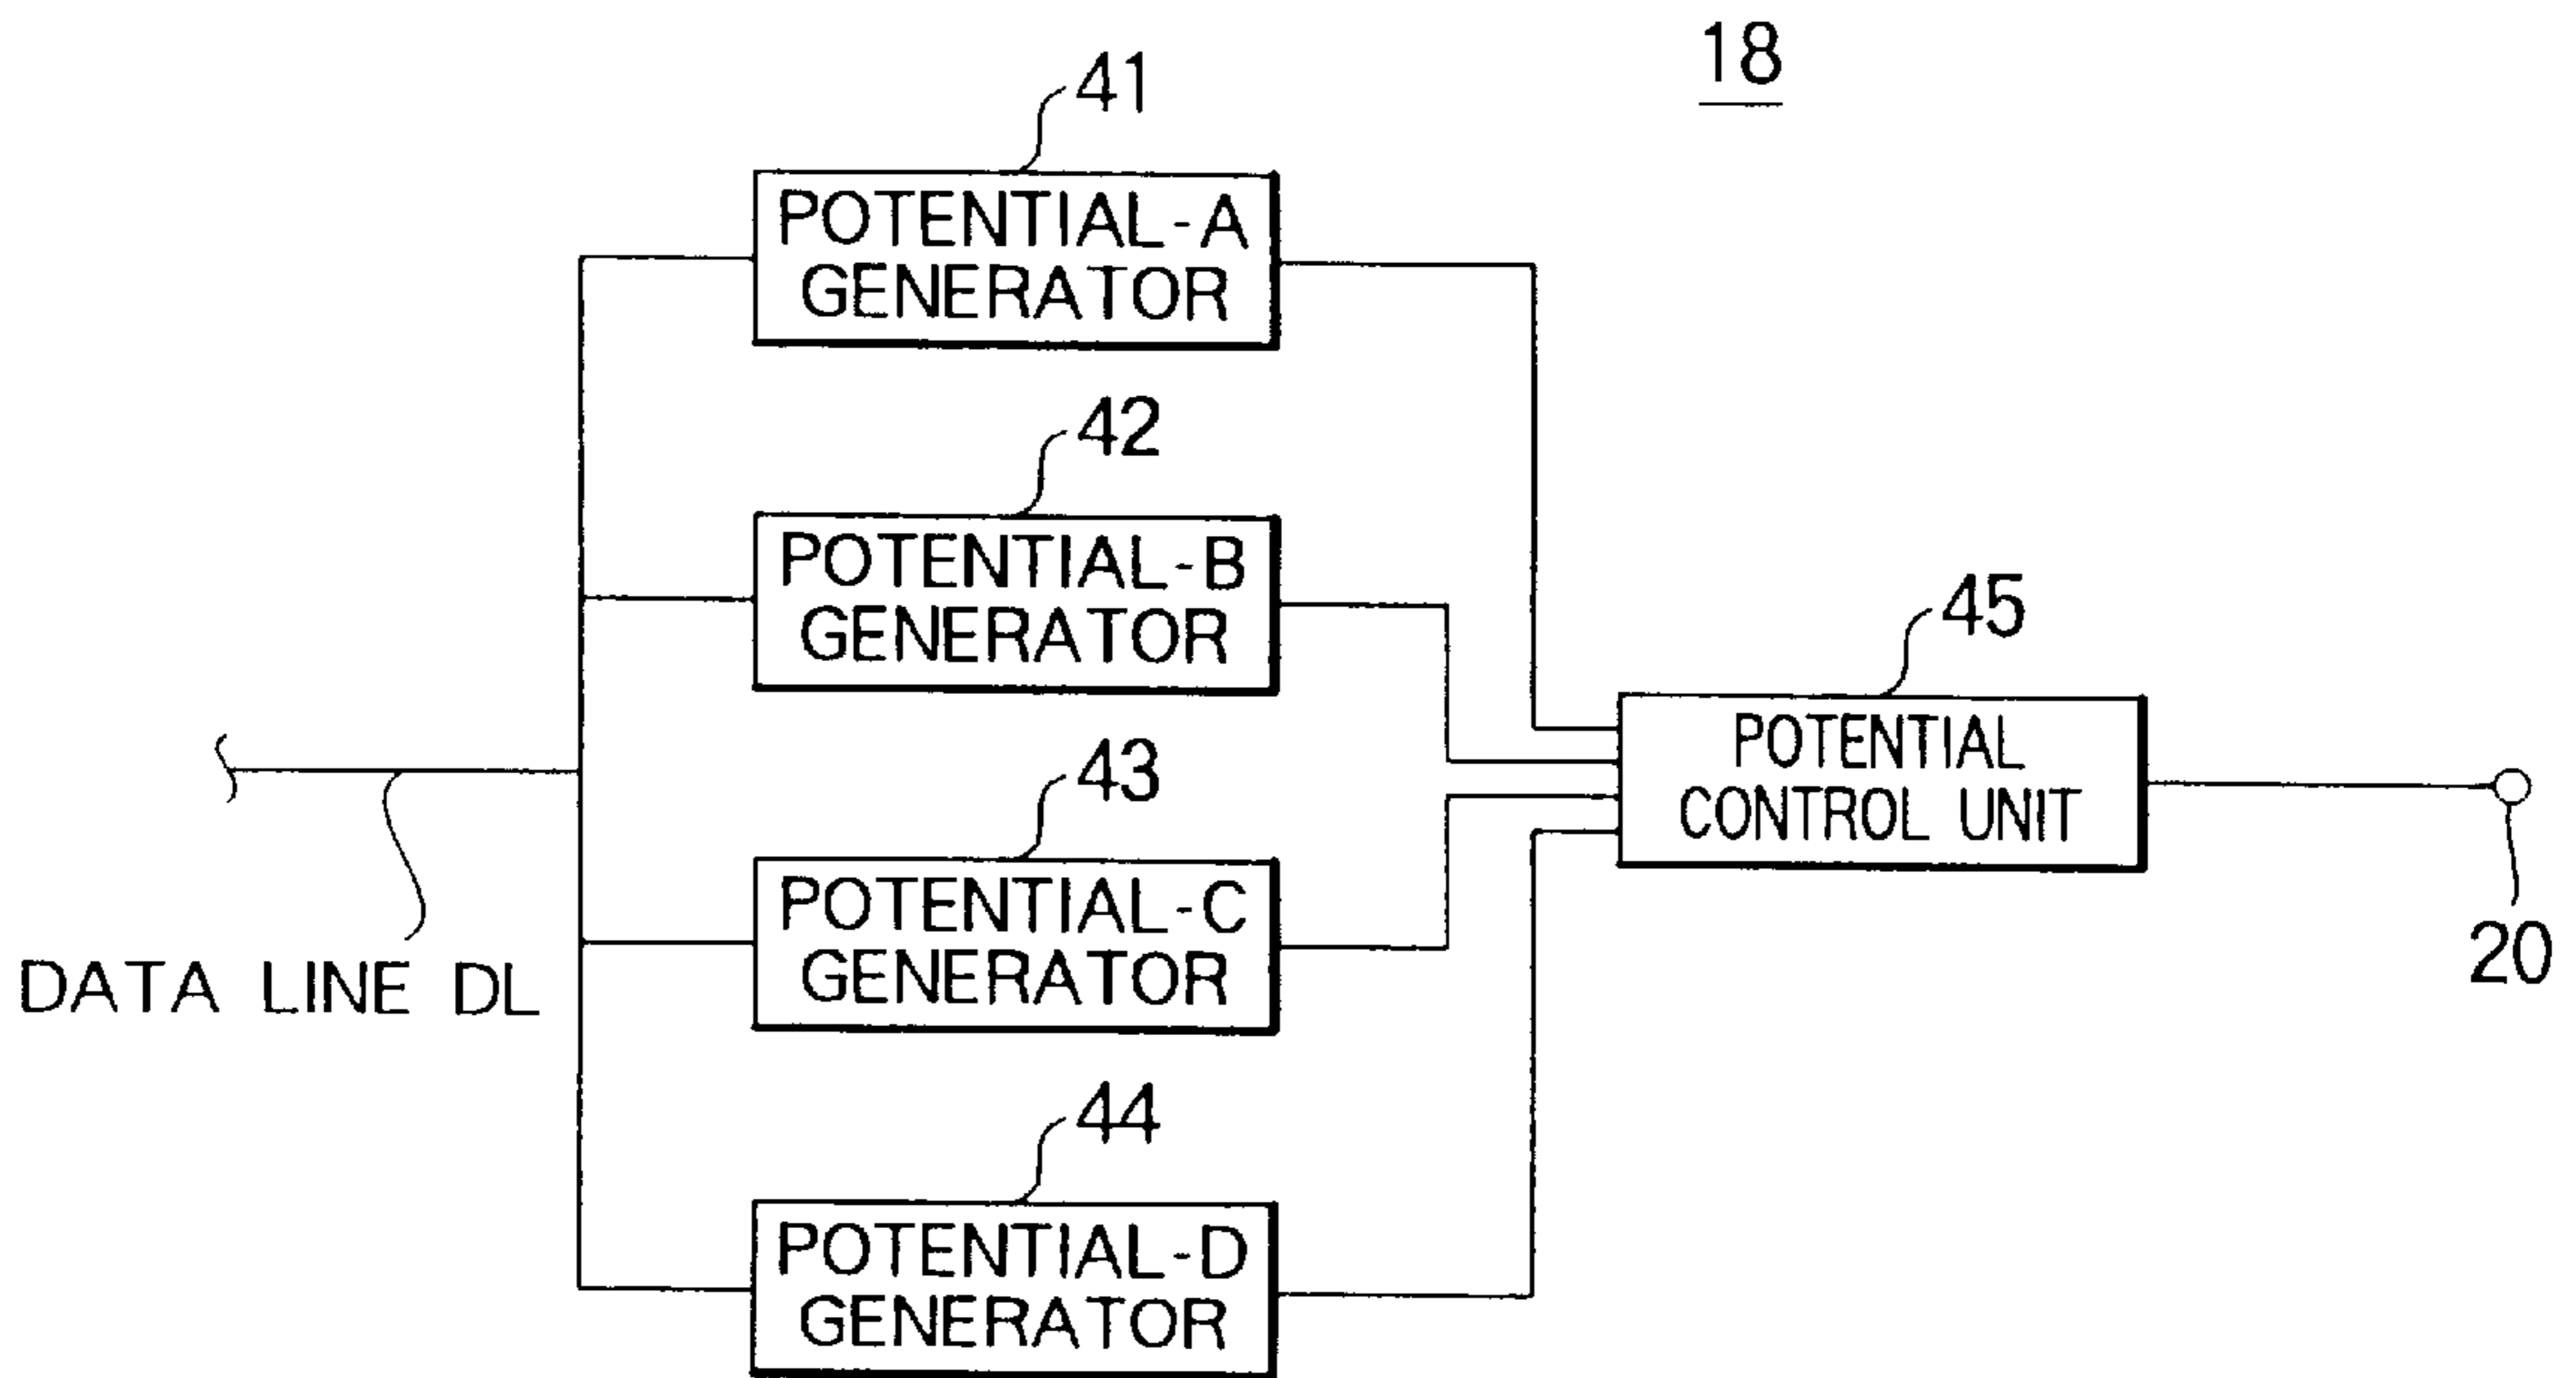 18
41
POTENTIAL-A
GENERATOR
42
POTENTIAL-B
GENERATOR
45
POTENTIAL
CONTROL UNIT
43
POTENTIAL-C
GENERATOR
20
DATA LINE DL
44
POTENTIAL-D
GENERATOR